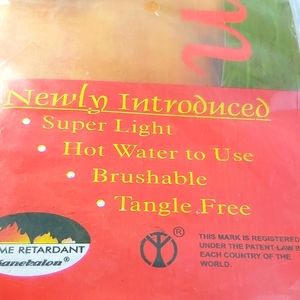 Newly Introduced
• Super Light
• Hot Water to Use
• Brushable
• Tangle Free
ME RETARDANT
Kanekalon®
®
THIS MARK IS REGISTERED
UNDER THE PATENT-LAW IN
EACH COUNTRY OF THE
WORLD.